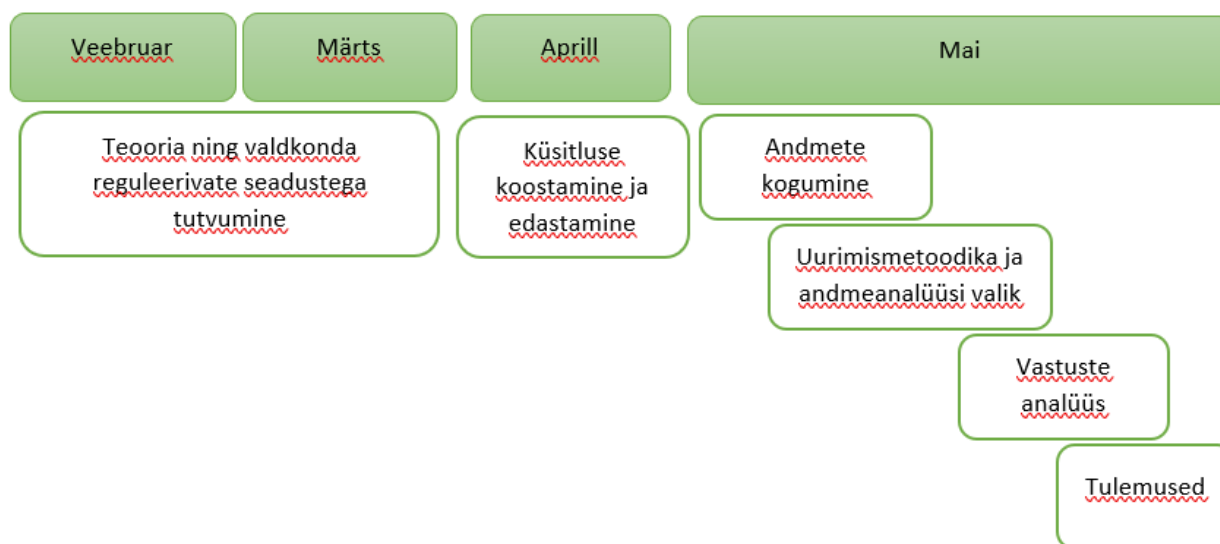 Veebruar
Märts
Aprill
Mai
Teooria ning valdkonda
reguleerivate seadustega
tutvumine
Küsitluse
koostamine ja
edastamine
Andmete
kogumine
Uurimismetoodika ja
andmeanalüüsi valik
Vastuste
analüüs
Tulemused